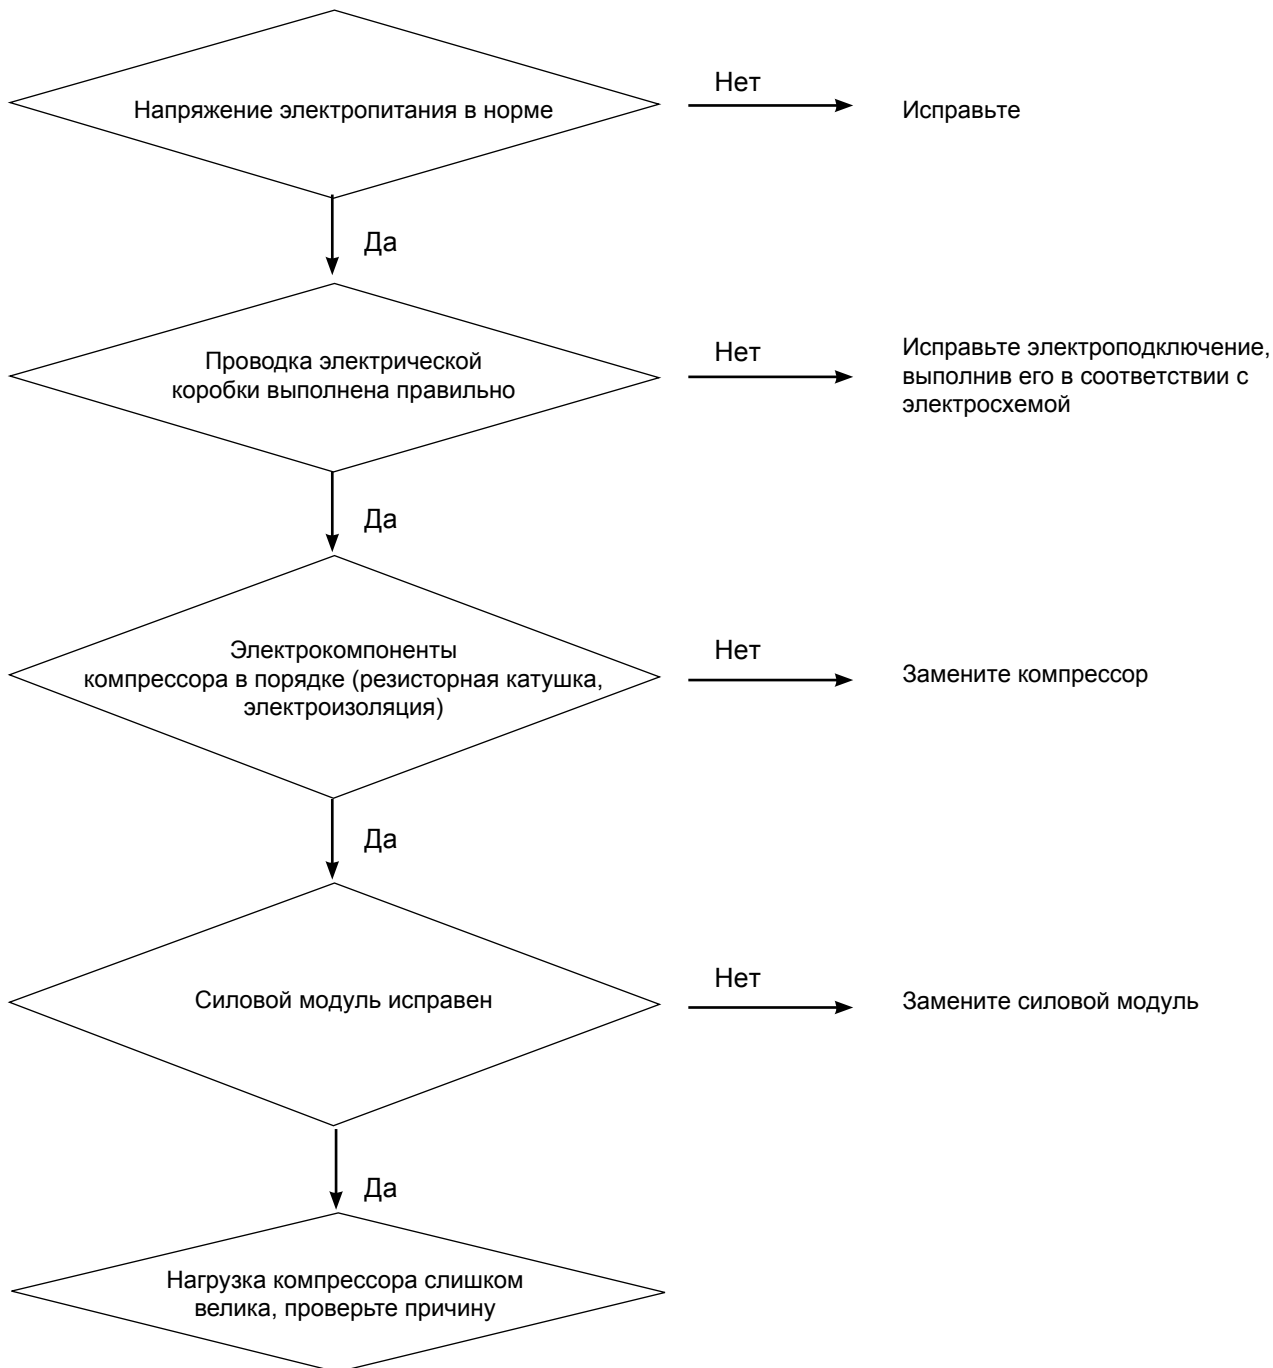 Напряжение электропитания в норме
Нет
Исправьте
Да
Проводка электрической
коробки выполнена правильно
Нет
Исправьте электроподключение,
выполнив его в соответствии с
электросхемой
Да
Электрокомпоненты
компрессора в порядке (резисторная катушка,
электроизоляция)
Нет
Замените компрессор
Да
Силовой модуль исправен
Нет
Замените силовой модуль
Да
Нагрузка компрессора слишком
велика, проверьте причину